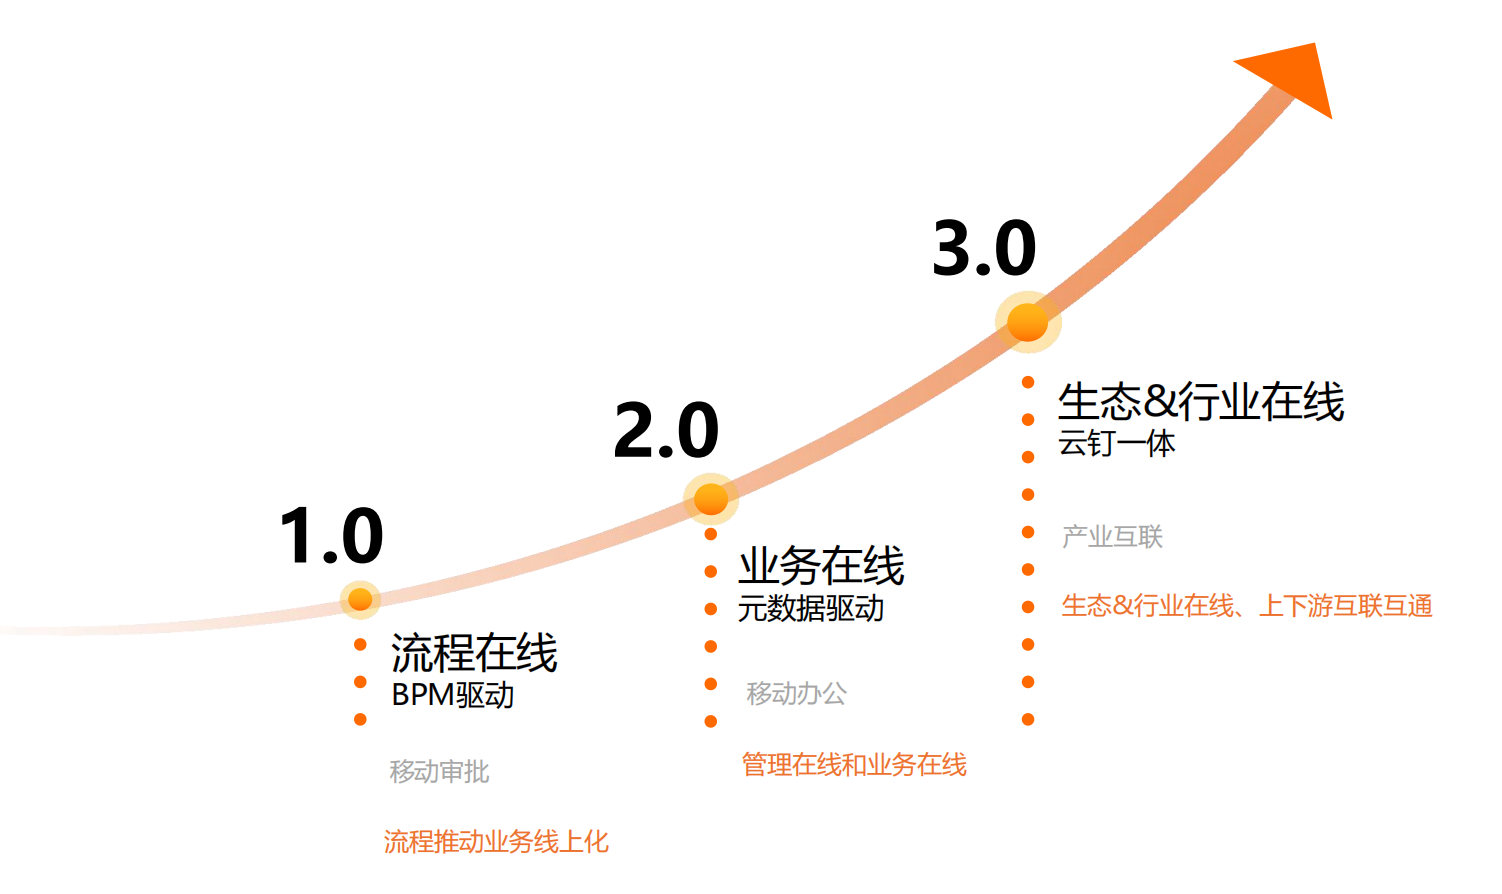 1.0
流程在线
BPM驱动
移动审批
流程推动业务线上化
2.0
业务在线
元数据驱动
移动办公
管理在线和业务在线
3.0
生态&行业在线
云钉一体
产业互联
生态&行业在线、上下游互联互通